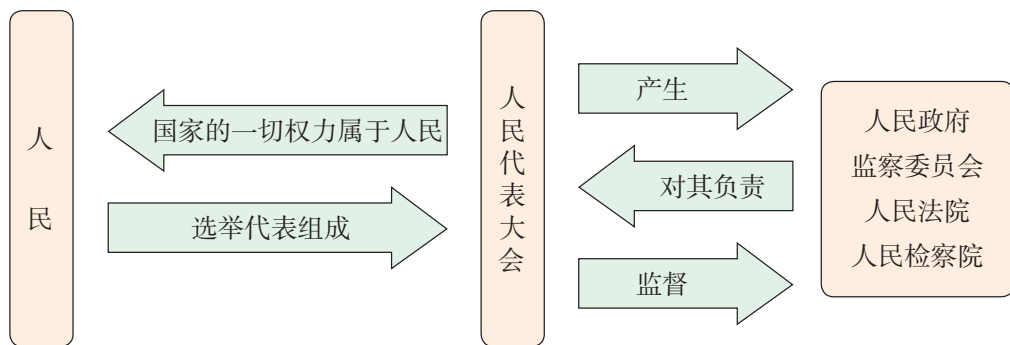 人民
国家的一切权力属于人民
选举代表组成
人民代表大会
产生
对其负责
监督
人民政府
监察委员会
人民法院
人民检察院